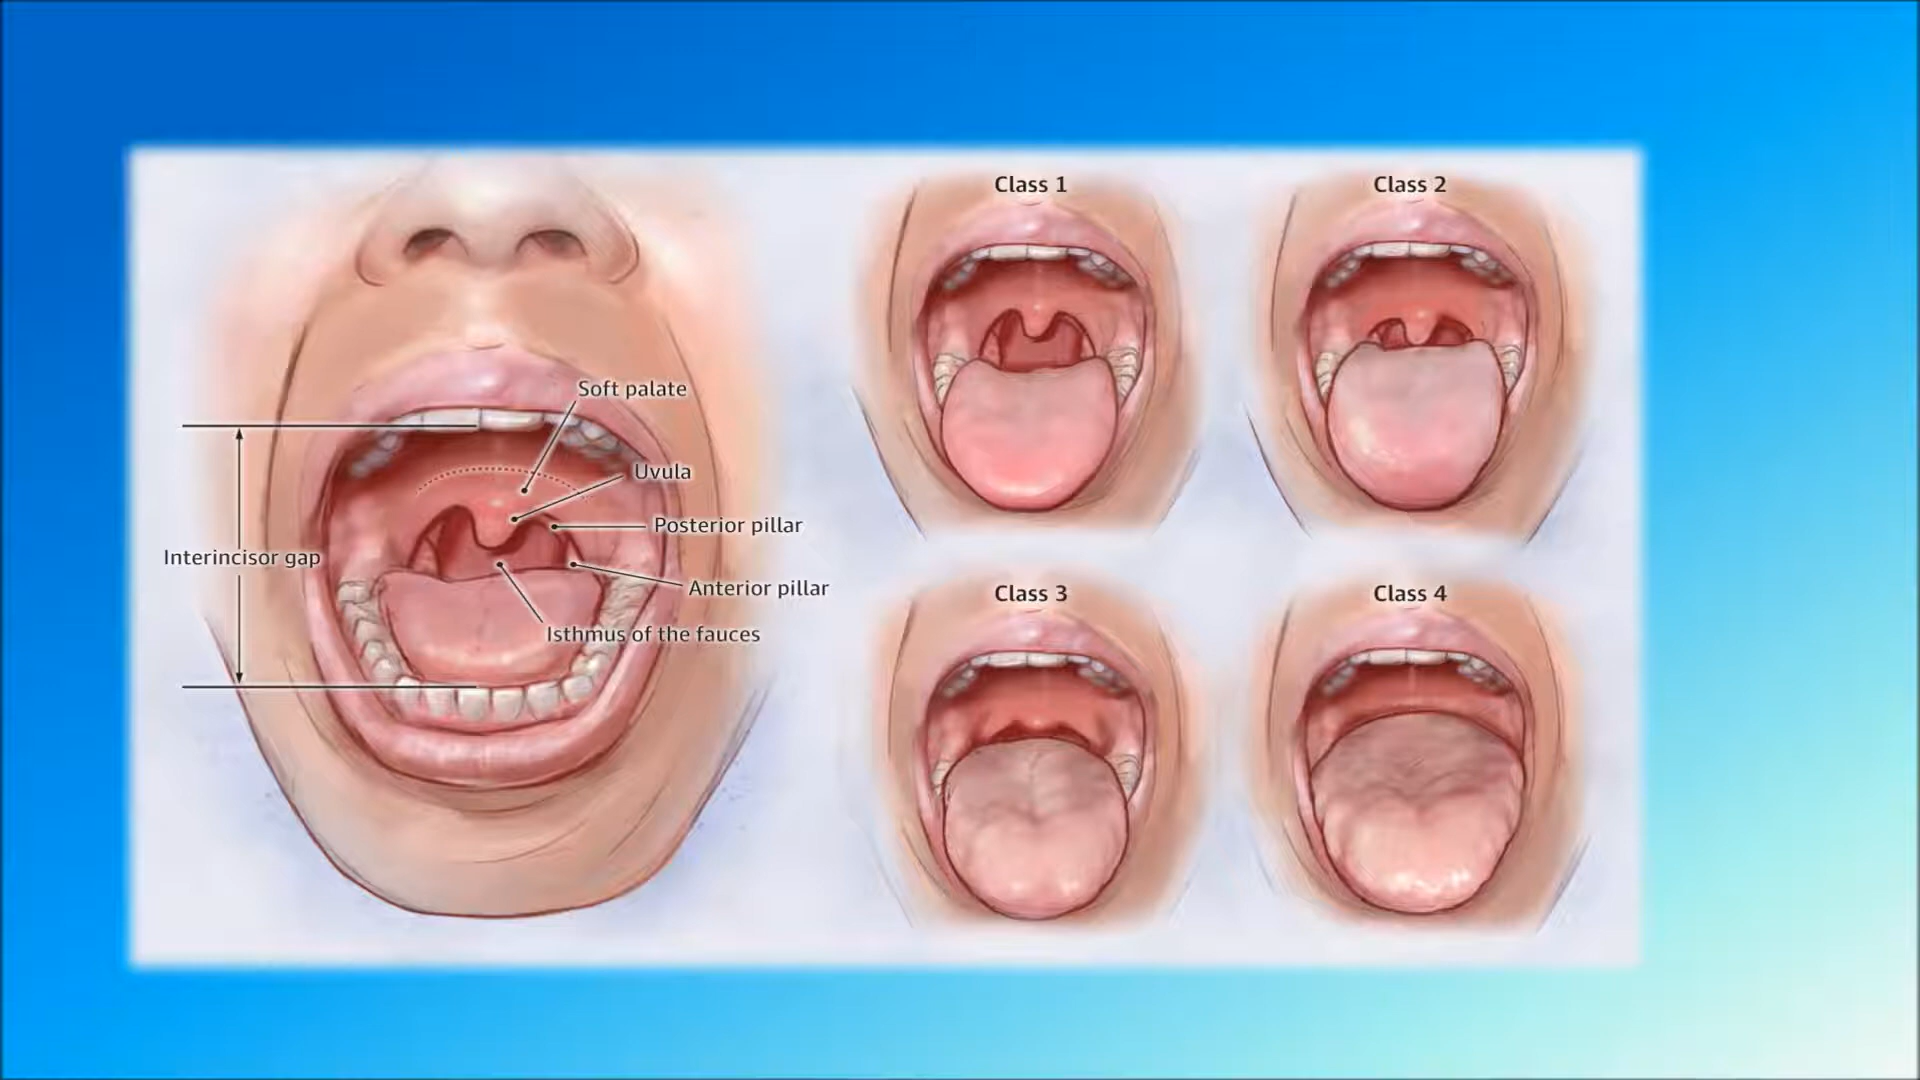 Soft palate
Uvula
Posterior pillar
Interincisor gap
Anterior pillar
Isthmus of the fauces
Class 1
Class 2
Class 3
Class 4